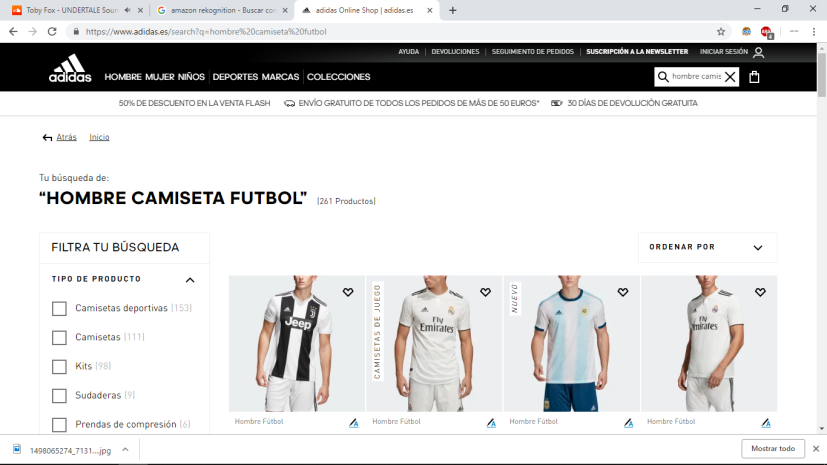 Toby Fox - UNDERTALE Soun
amazon rekognition - Buscar con
adidas Online Shop | adidas.es
https://www.adidas.es/search?q=hombre%20camiseta%20futbol
AYUDA
DEVOLUCIONES
SEGUIMIENTO DE PEDIDOS
SUSCRIPCIÓN A LA NEWSLETTER
INICIAR SESIÓN
adidas
HOMBRE MUJER NIÑOS
DEPORTES MARCAS
COLECCIONES
hombre camis
50% DE DESCUENTO EN LA VENTA FLASH
ENVÍO GRATUITO DE TODOS LOS PEDIDOS DE MÁS DE 50 EUROS*
30 DÍAS DE DEVOLUCIÓN GRATUITA
Atrás
Inicio
Tu búsqueda de:
“HOMBRE CAMISETA FUTBOL” (261 Productos)
FILTRA TU BÚSQUEDA
ORDENAR POR
TIPO DE PRODUCTO
Camisetas deportivas (153)
Camisetas (111)
Kits (98)
Sudaderas (9)
Prendas de compresión (6)
Jeep
CAMISETAS DE JUEGO
Fly
Emirates
NUEVO
Fly
Emirates
Hombre Fútbol
Hombre Fútbol
Hombre Fútbol
Hombre Fútbol
1498065274_7131....jpg
Mostrar todo